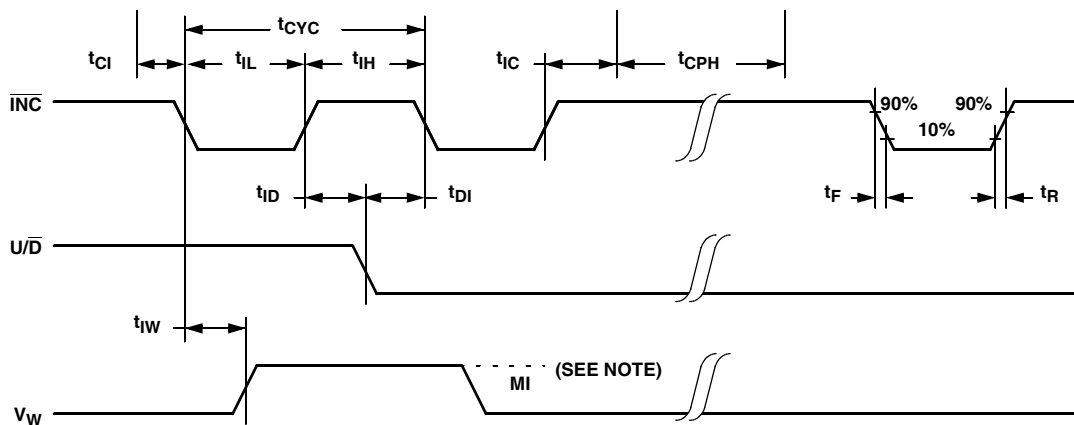 tCYC
tCI
tIL
tIH
tIC
tCPH
INC
90%
90%
10%
tID
tDI
tF
tR
U/D
tIW
MI
(SEE NOTE)
VW